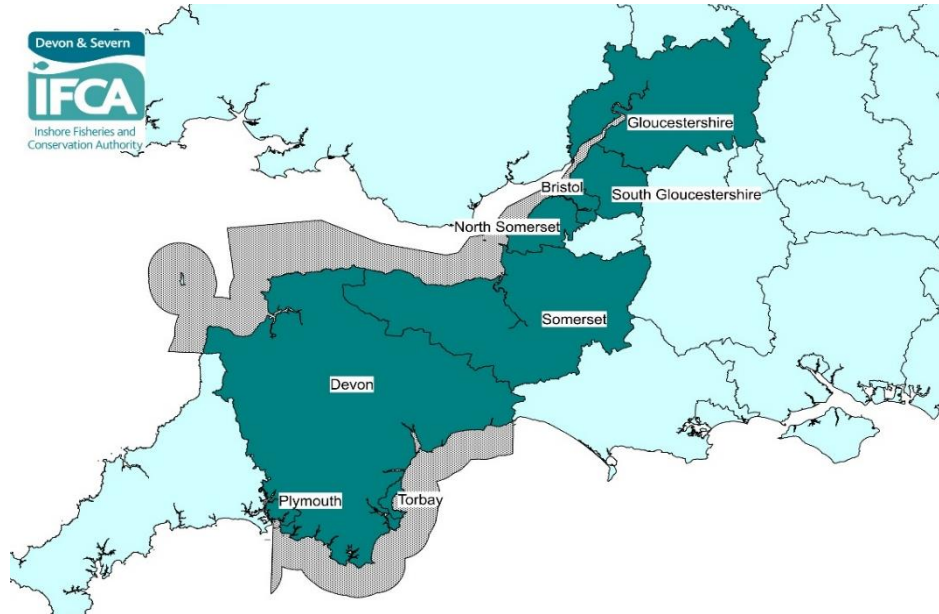 Devon & Severn
IFCA
Inshore Fisheries and
Conservation Authority
Gloucestershire
Bristol
South Gloucestershire
North Somerset
Somerset
Devon
Plymouth
Torbay